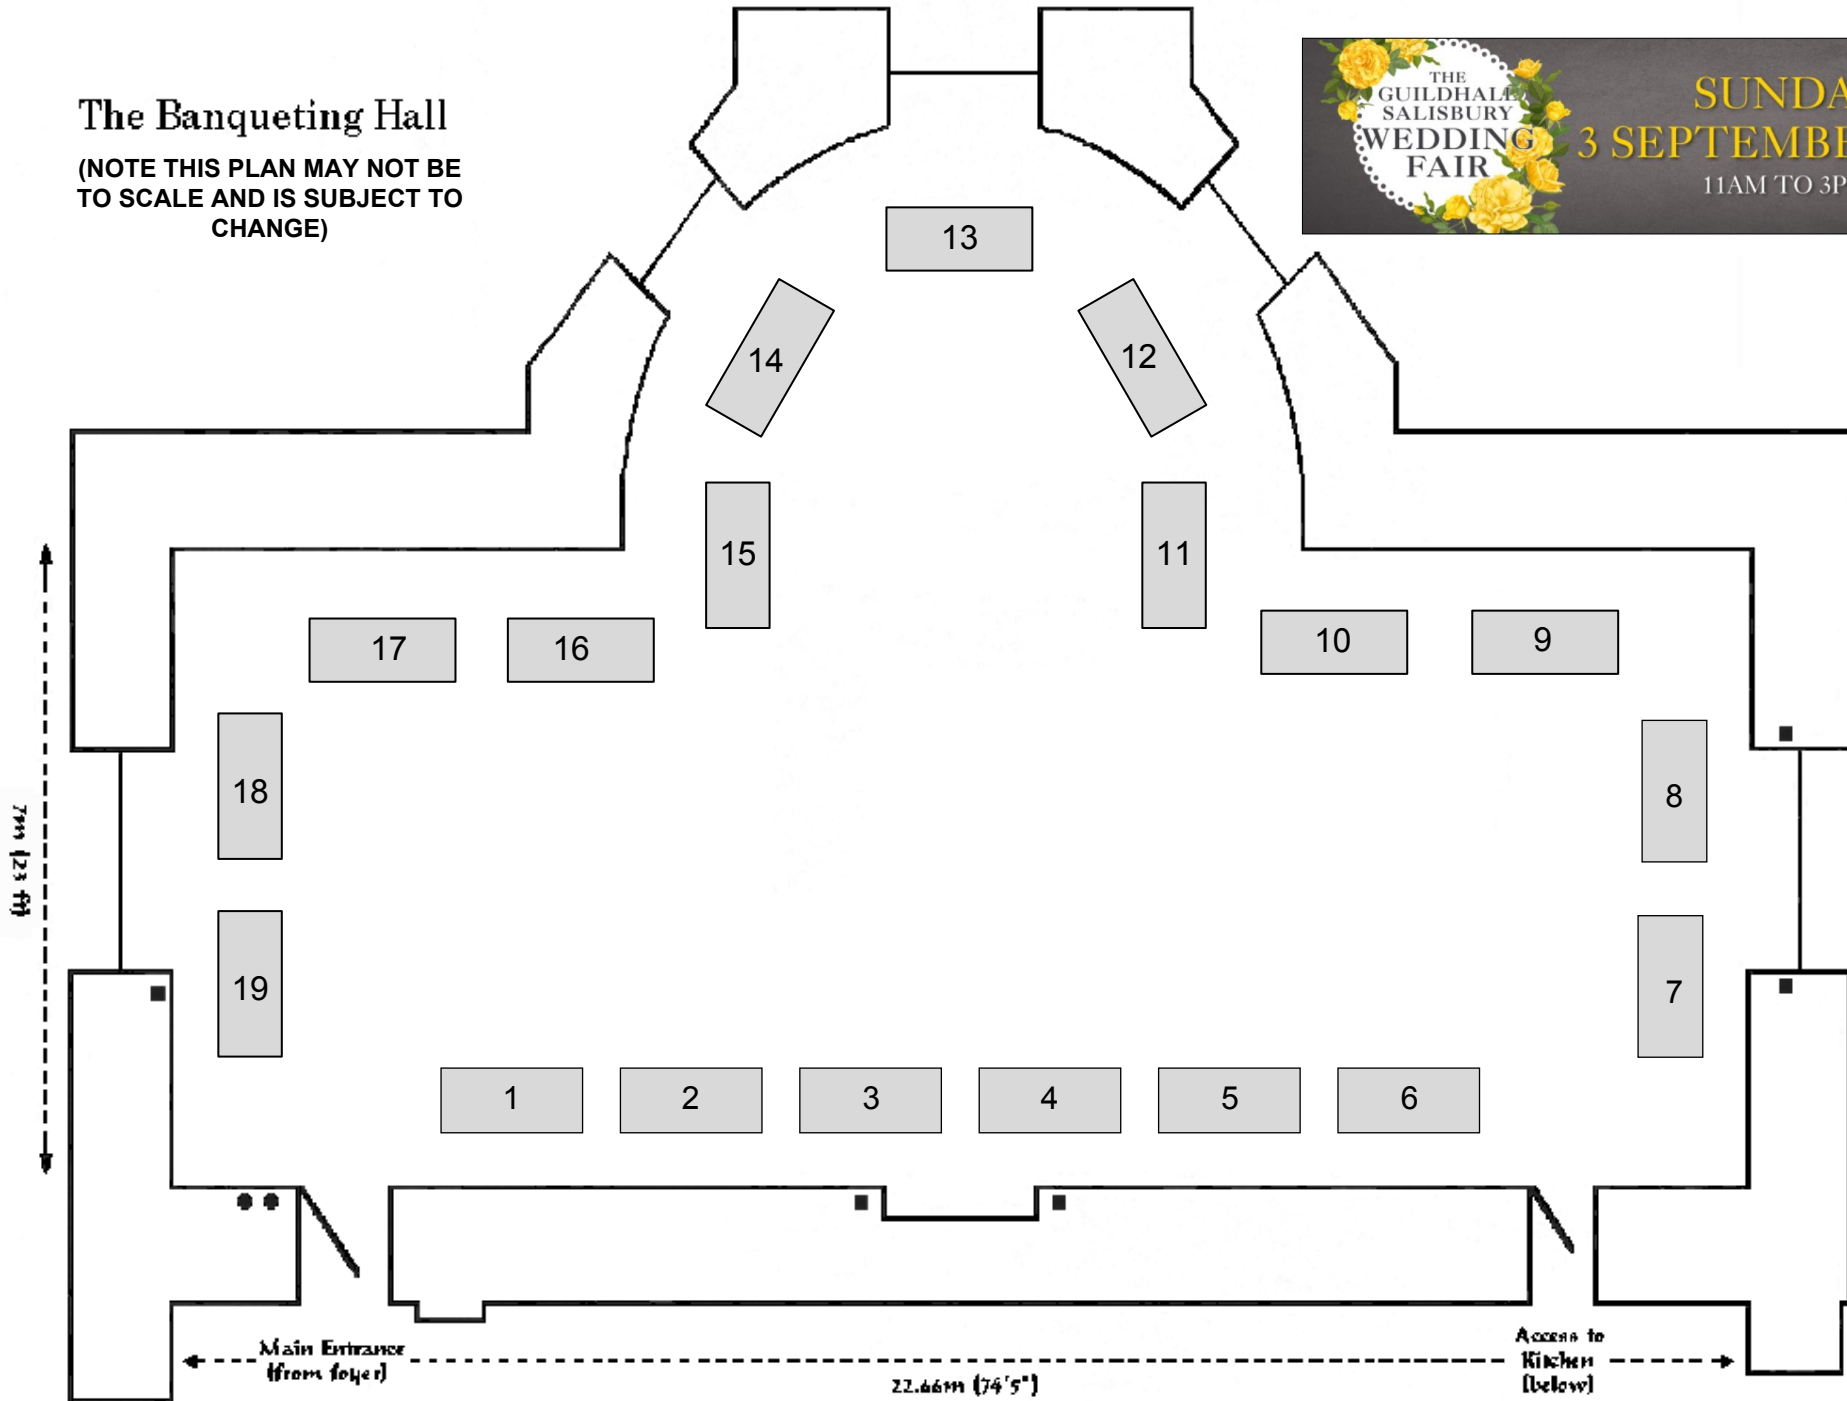 The Banqueting Hall
(NOTE THIS PLAN MAY NOT BE
TO SCALE AND IS SUBJECT TO
CHANGE)
THE
GUILDHALL
SALISBURY
WEDDING
FAIR
SUNDA
3 SEPTEMBE
11AM TO 3P
13
14
12
15
11
17
16
10
9
18
8
7m (23 ft)
19
7
1
2
3
4
5
6
Main Entrance
(from foyer)
Access to
Kitchen
(below)
22.66m (74'5")